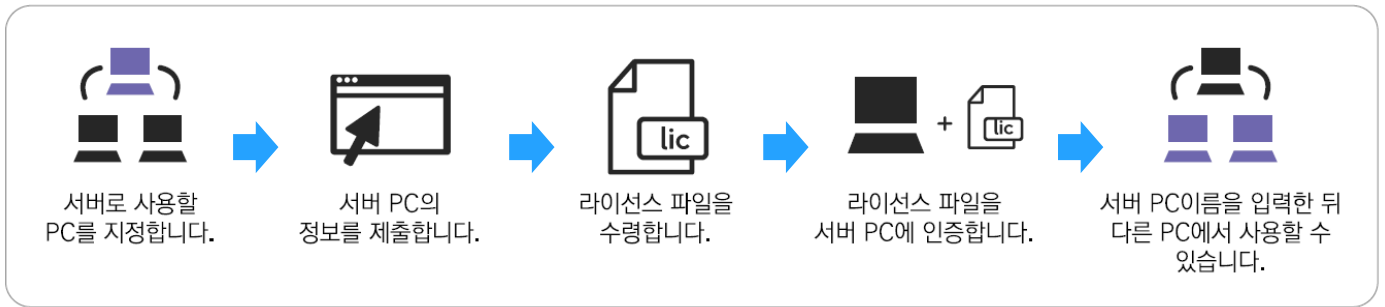 lic
lic
서버로 사용할
PC를 지정합니다.
서버 PC의
정보를 제출합니다.
라이선스 파일을
수령합니다.
라이선스 파일을
서버 PC에 인증합니다.
서버 PC이름을 입력한 뒤
다른 PC에서 사용할 수
있습니다.